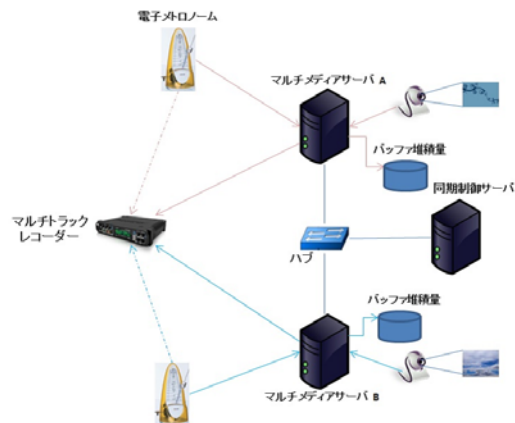 電子メトロノーム
マルチメディアサーバ A
バッファ堆積量
同期制御サーバ
マルチトラック
レコーダー
ハブ
バッファ堆積量
マルチメディアサーバ B